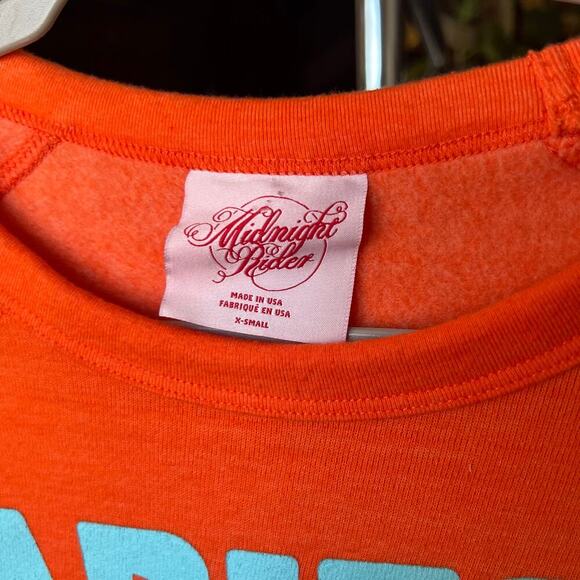 Midnight
Rider
MADE IN USA
FABRIQUÉ EN USA
X-SMALL